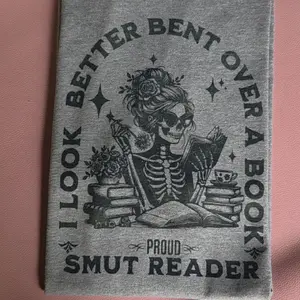 I LOOK BETTER BENT OVER A BOOK
PROUD
SMUT READER